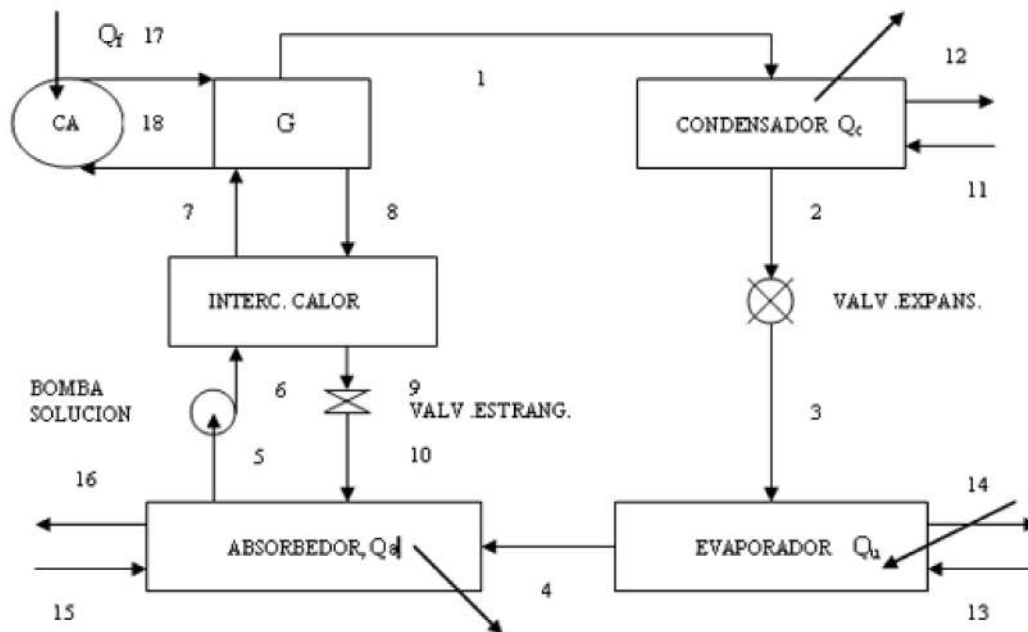 Qf 17
12
1
CA
18
G
CONDENSADOR Qc
11
7
8
2
INTERC. CALOR
VALV .EXPANS.
BOMBA
SOLUCION
6
9
VALV .ESTRANG.
3
5
10
16
14
ABSORBEDOR, Qa
EVAPORADOR Qu
4
15
13